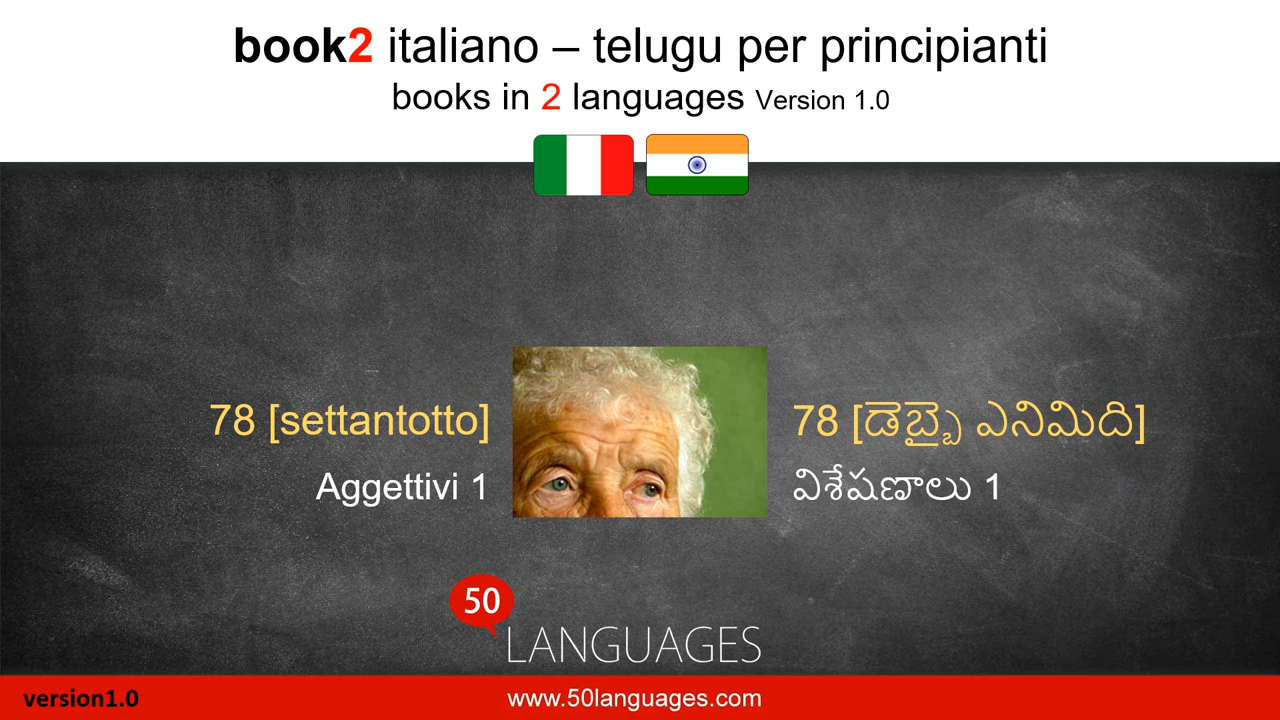 book2 italiano – telugu per principianti
books in 2 languages Version 1.0
78 [settantotto]
Aggettivi 1
78 [డెబ్బై ఎనిమిది]
విశేషణాలు 1
50
LANGUAGES
version1.0
www.50languages.com